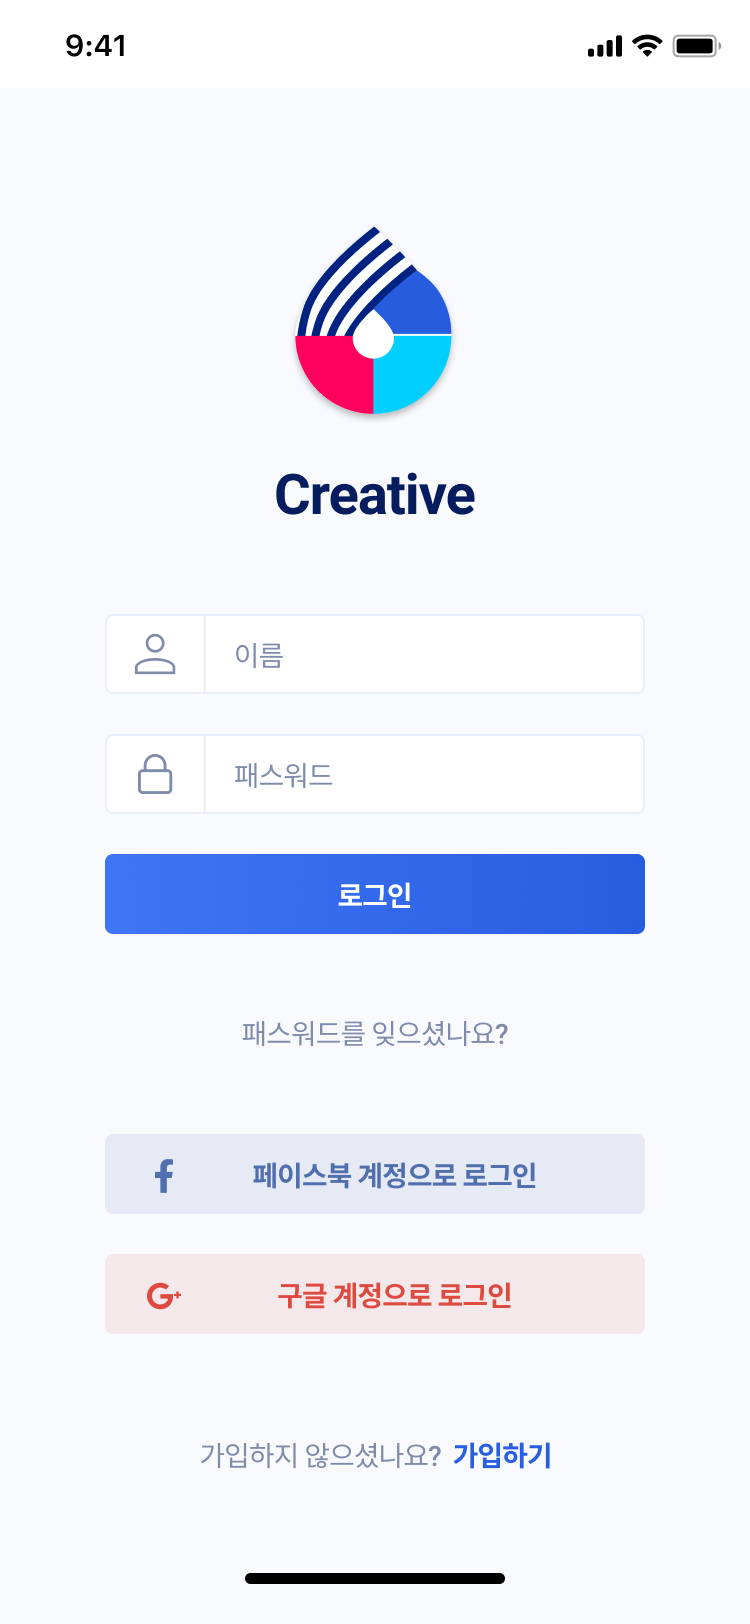 9:41
Creative
이름
패스워드
로그인
패스워드를 잊으셨나요?
페이스북 계정으로 로그인
G+ 구글 계정으로 로그인
가입하지 않으셨나요? 가입하기